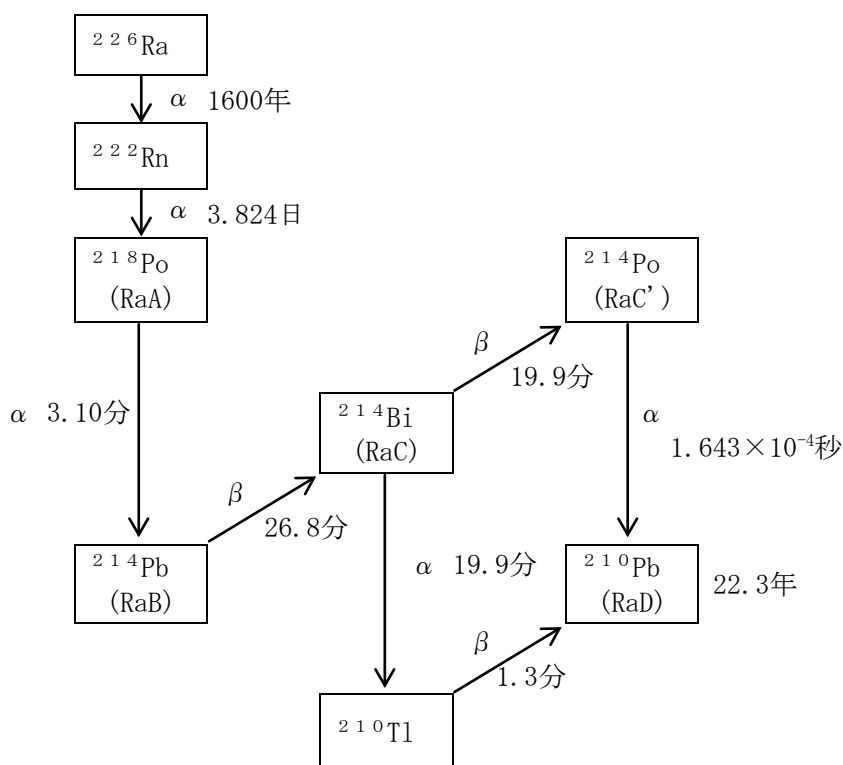 ²²⁶Ra
α 1600年
²²²Rn
α 3.824日
²¹⁸Po
(RaA)
²¹⁴Po
(RaC')
β
19.9分
α 3.10分
²¹⁴Bi
(RaC)
α
1.643×10⁻⁴秒
β
26.8分
²¹⁴Pb
(RaB)
α 19.9分
²¹⁰Pb
(RaD)
22.3年
β
1.3分
²¹⁰Tl